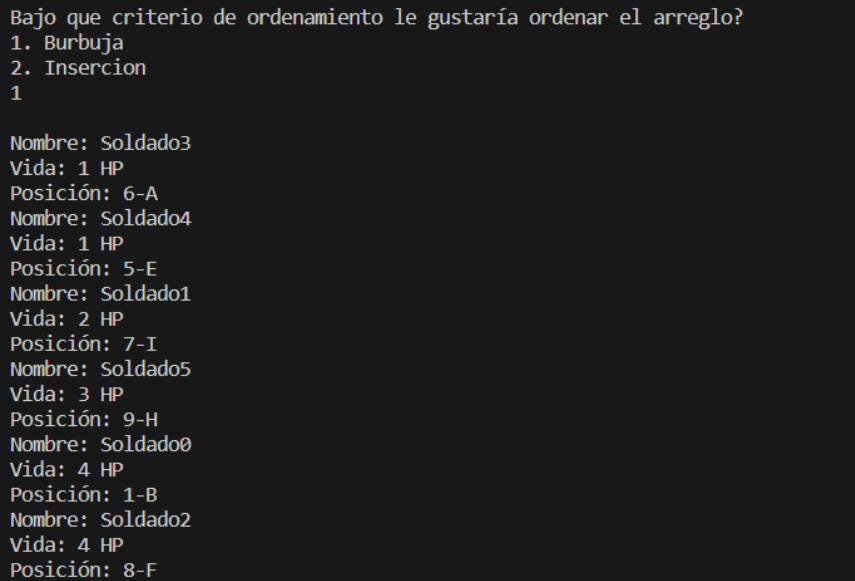 Bajo que criterio de ordenamiento le gustaría ordenar el arreglo?
1. Burbuja
2. Insercion
1
Nombre: Soldado3
Vida: 1 HP
Posición: 6-A
Nombre: Soldado4
Vida: 1 HP
Posición: 5-E
Nombre: Soldado1
Vida: 2 HP
Posición: 7-I
Nombre: Soldado5
Vida: 3 HP
Posición: 9-H
Nombre: Soldado0
Vida: 4 HP
Posición: 1-B
Nombre: Soldado2
Vida: 4 HP
Posición: 8-F